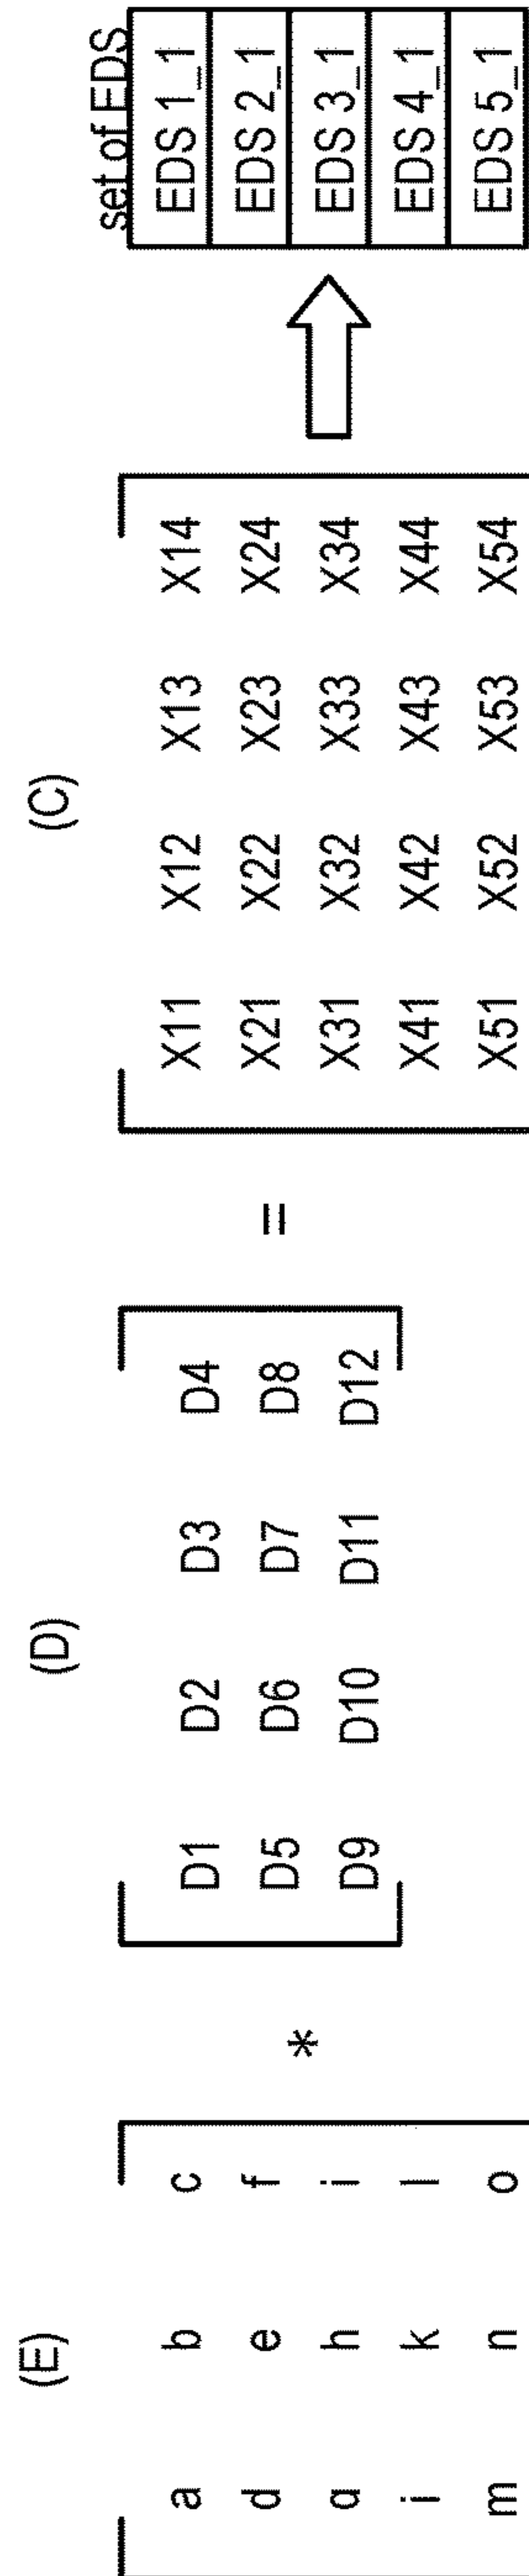 (E) (D) (C) set of EDS
a b c D1 D2 D3 D4 X11 X12 X13 X14 EDS 1_1
d e f * D5 D6 D7 D8 = X21 X22 X23 X24 EDS 2_1
g h i D9 D10 D11 D12 X31 X32 X33 X34 EDS 3_1
j k l X41 X42 X43 X44 EDS 4_1
m n o X51 X52 X53 X54 EDS 5_1